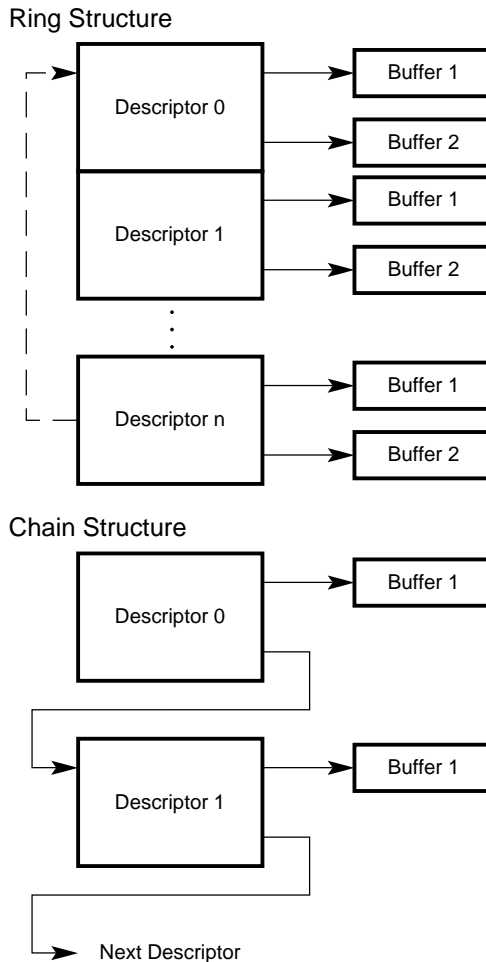 Ring Structure
Descriptor 0
Buffer 1
Buffer 2
Descriptor 1
Buffer 1
Buffer 2
Descriptor n
Buffer 1
Buffer 2
Chain Structure
Descriptor 0
Buffer 1
Descriptor 1
Buffer 1
Next Descriptor